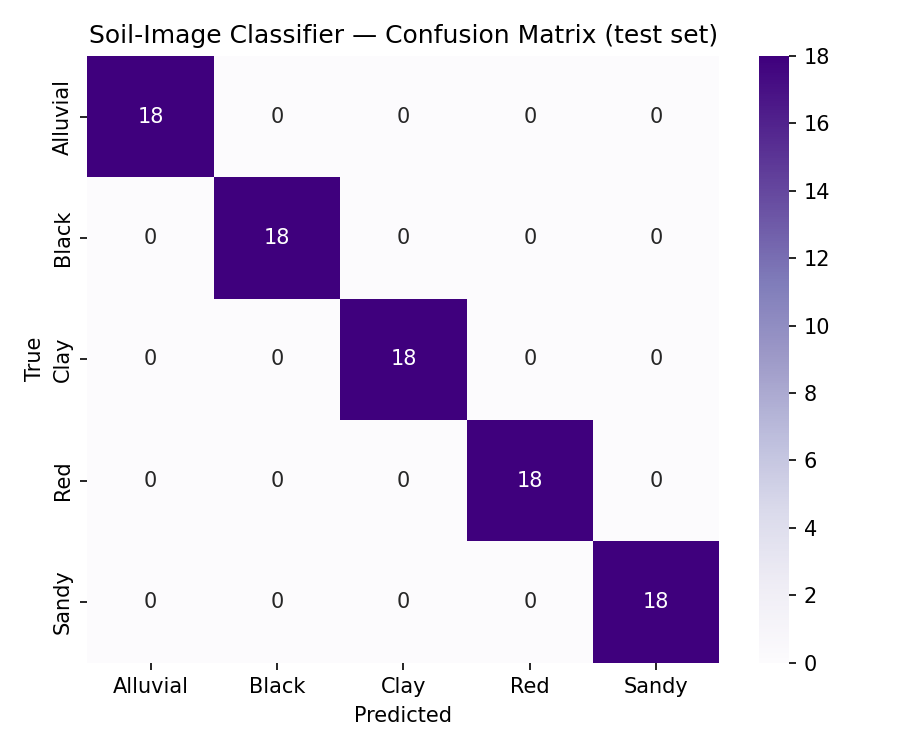 Soil-Image Classifier — Confusion Matrix (test set)
True
Alluvial 18 0 0 0 0
Black 0 18 0 0 0
Clay 0 0 18 0 0
Red 0 0 0 18 0
Sandy 0 0 0 0 18
Alluvial Black Clay Red Sandy
Predicted
18
16
14
12
10
8
6
4
2
0